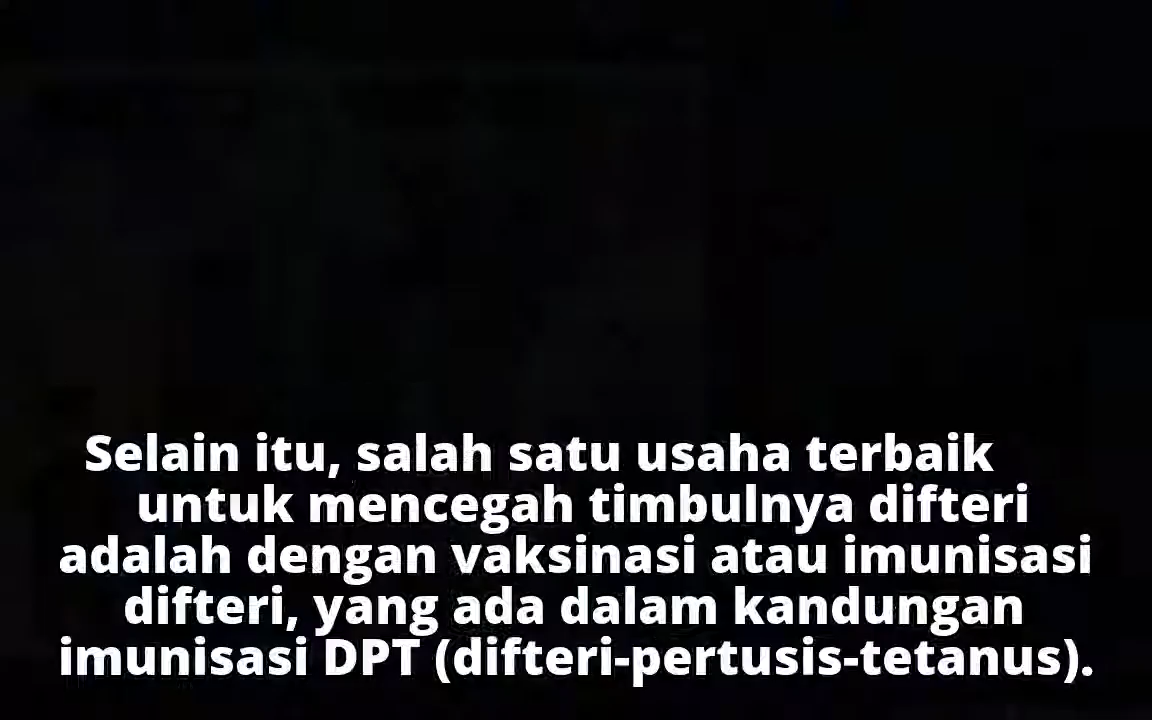 Selain itu, salah satu usaha terbaik
untuk mencegah timbulnya difteri
adalah dengan vaksinasi atau imunisasi
difteri, yang ada dalam kandungan
imunisasi DPT (difteri-pertusis-tetanus).